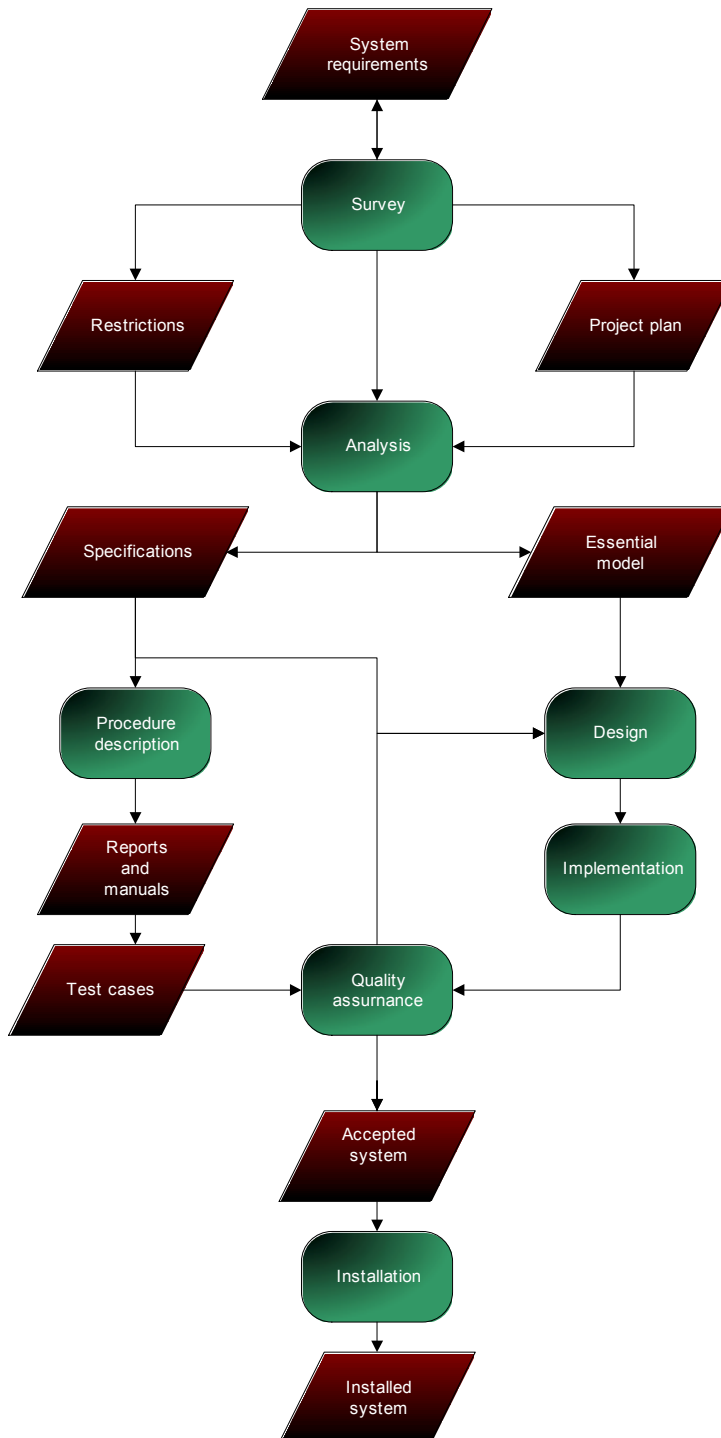 System
requirements
Survey
Restrictions
Project plan
Analysis
Specifications
Essential
model
Procedure
description
Design
Reports
and
manuals
Implementation
Test cases
Quality
assurnance
Accepted
system
Installation
Installed
system